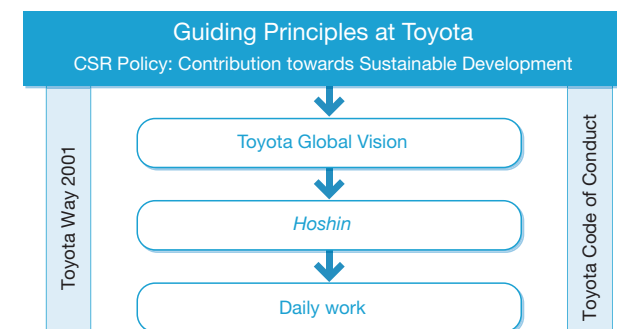 Guiding Principles at Toyota
CSR Policy: Contribution towards Sustainable Development
Toyota Way 2001
Toyota Global Vision
Hoshin
Daily work
Toyota Code of Conduct